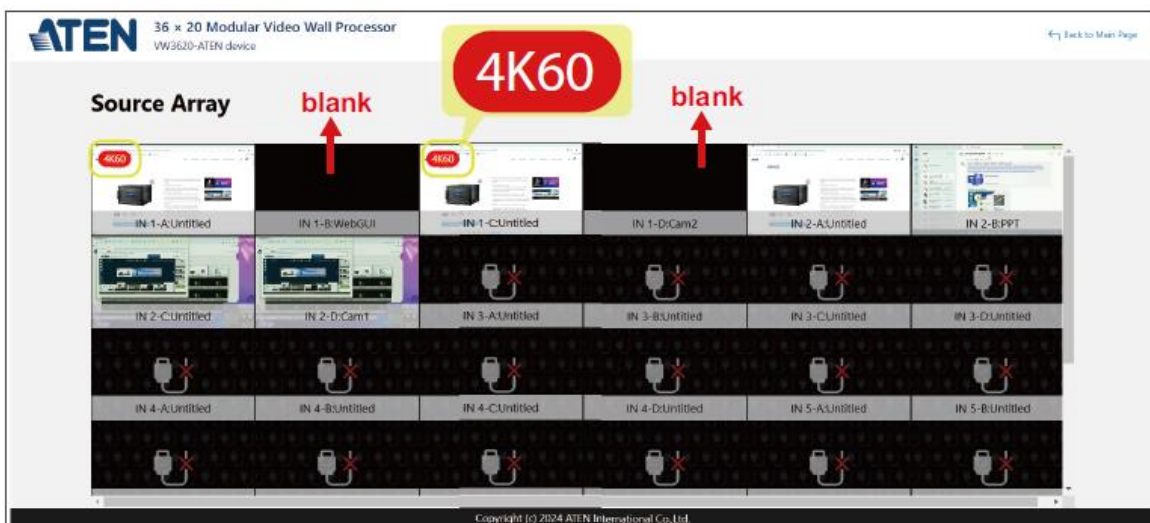 ATEN
36 × 20 Modular Video Wall Processor
VW3620-ATEN device
Back to Main Page
4K60
Source Array
blank
blank
4K60
4K60
IN 1-A:Untitled
IN 1-B:WebGUI
IN 1-C:Untitled
IN 1-D:Cam2
IN 2-A:Untitled
IN 2-B:PPT
IN 2-C:Untitled
IN 2-D:Cam1
IN 3-A:Untitled
IN 3-B:Untitled
IN 3-C:Untitled
IN 3-D:Untitled
IN 4-A:Untitled
IN 4-B:Untitled
IN 4-C:Untitled
IN 4-D:Untitled
IN 5-A:Untitled
IN 5-B:Untitled
Copyright (c) 2024 ATEN International Co.,Ltd.